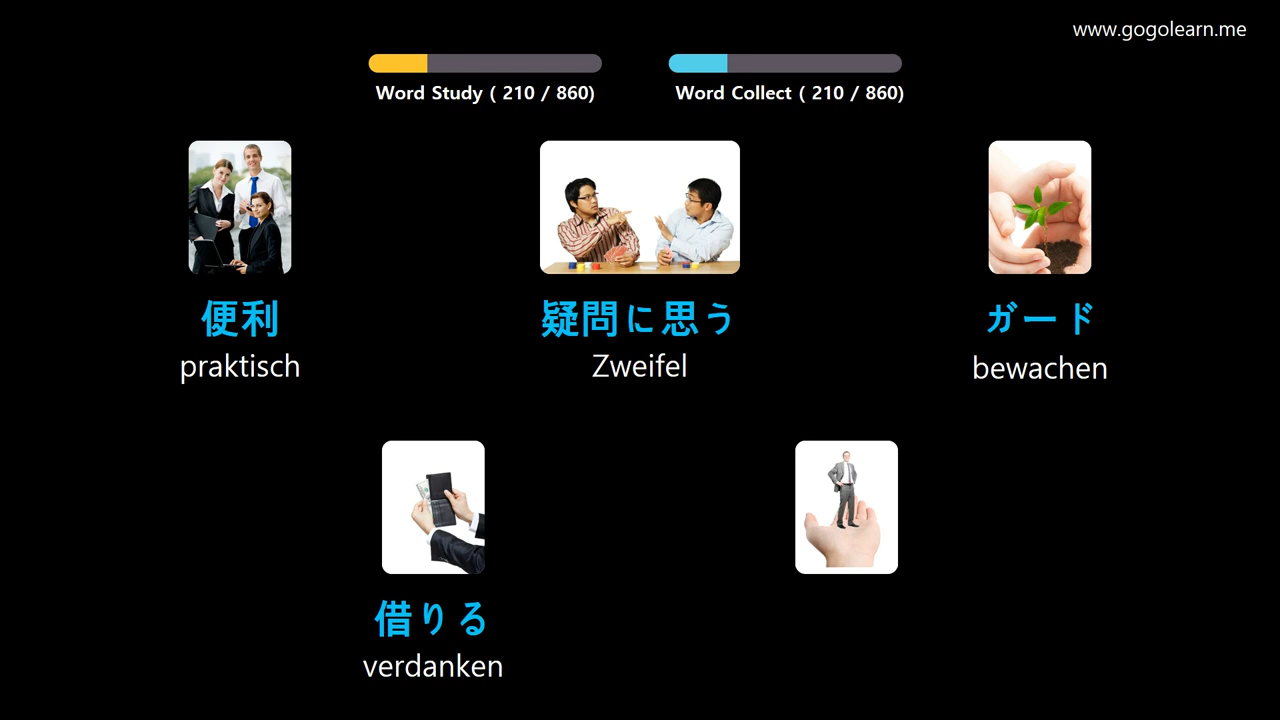 www.gogolearn.me
Word Study ( 210 / 860)
Word Collect ( 210 / 860)
便利
praktisch
疑問に思う
Zweifel
ガード
bewachen
借りる
verdanken